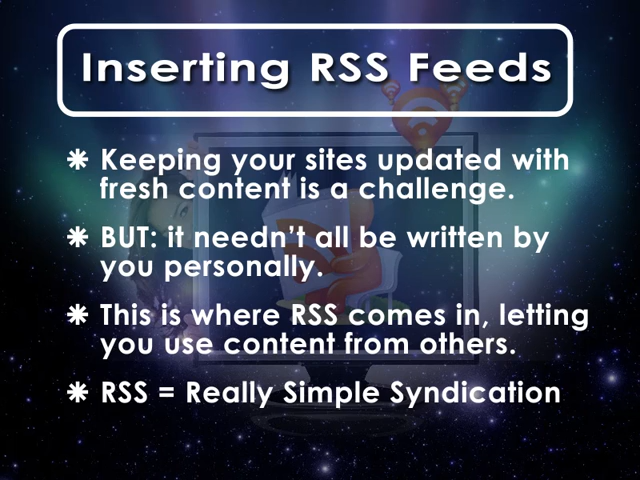 Inserting RSS Feeds
⁕ Keeping your sites updated with
fresh content is a challenge.
⁕ BUT: it needn't all be written by
you personally.
⁕ This is where RSS comes in, letting
you use content from others.
⁕ RSS = Really Simple Syndication